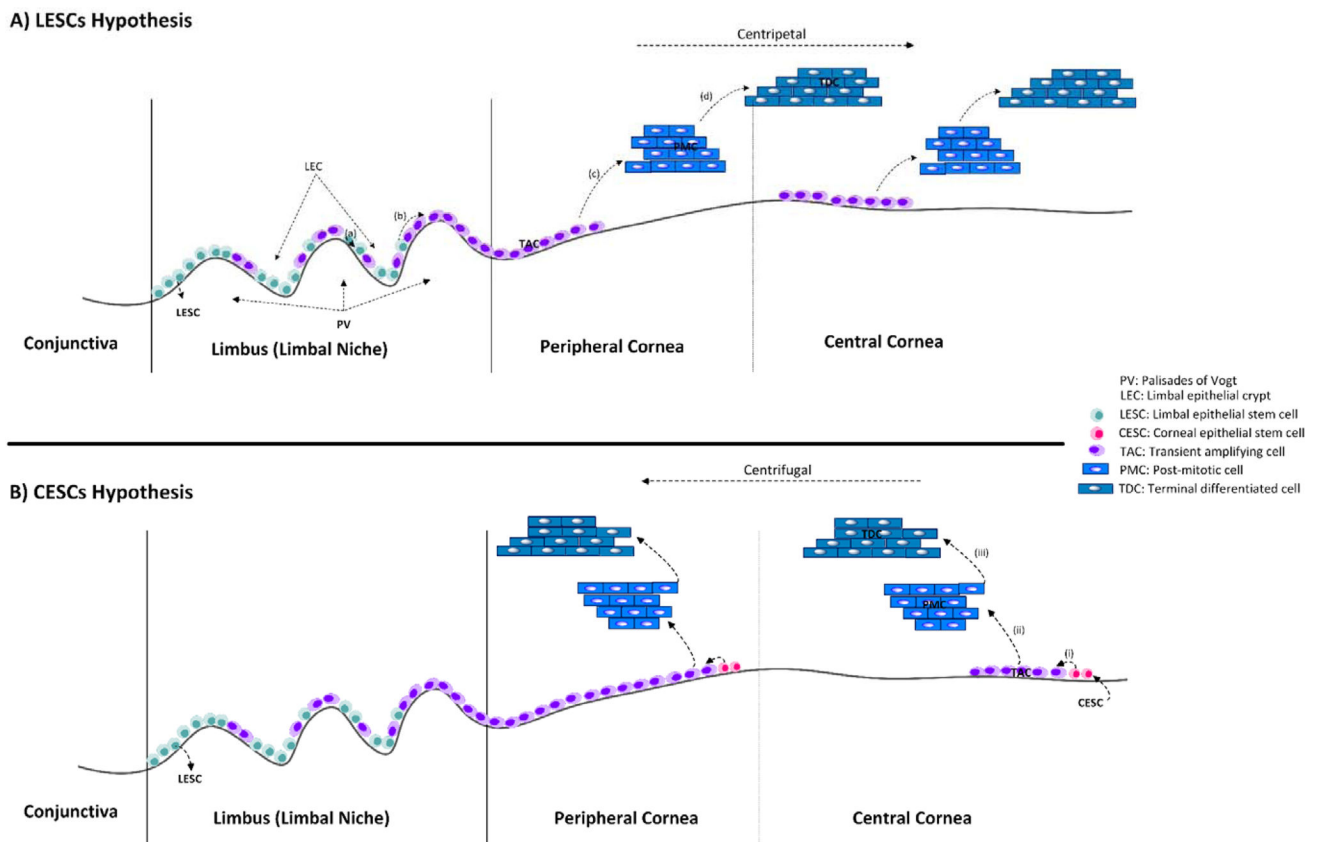 A) LESCs Hypothesis
Centripetal
TDC
(d)
PMC
(c)
LEC
(b)
(a)
TAC
LESC
PV
Conjunctiva
Limbus (Limbal Niche)
Peripheral Cornea
Central Cornea
PV: Palisades of Vogt
LEC: Limbal epithelial crypt
LESC: Limbal epithelial stem cell
CESC: Corneal epithelial stem cell
TAC: Transient amplifying cell
PMC: Post-mitotic cell
TDC: Terminal differentiated cell
B) CESCs Hypothesis
Centrifugal
TDC
(iii)
PMC
(ii)
(i)
TAC
CESC
LESC
Conjunctiva
Limbus (Limbal Niche)
Peripheral Cornea
Central Cornea